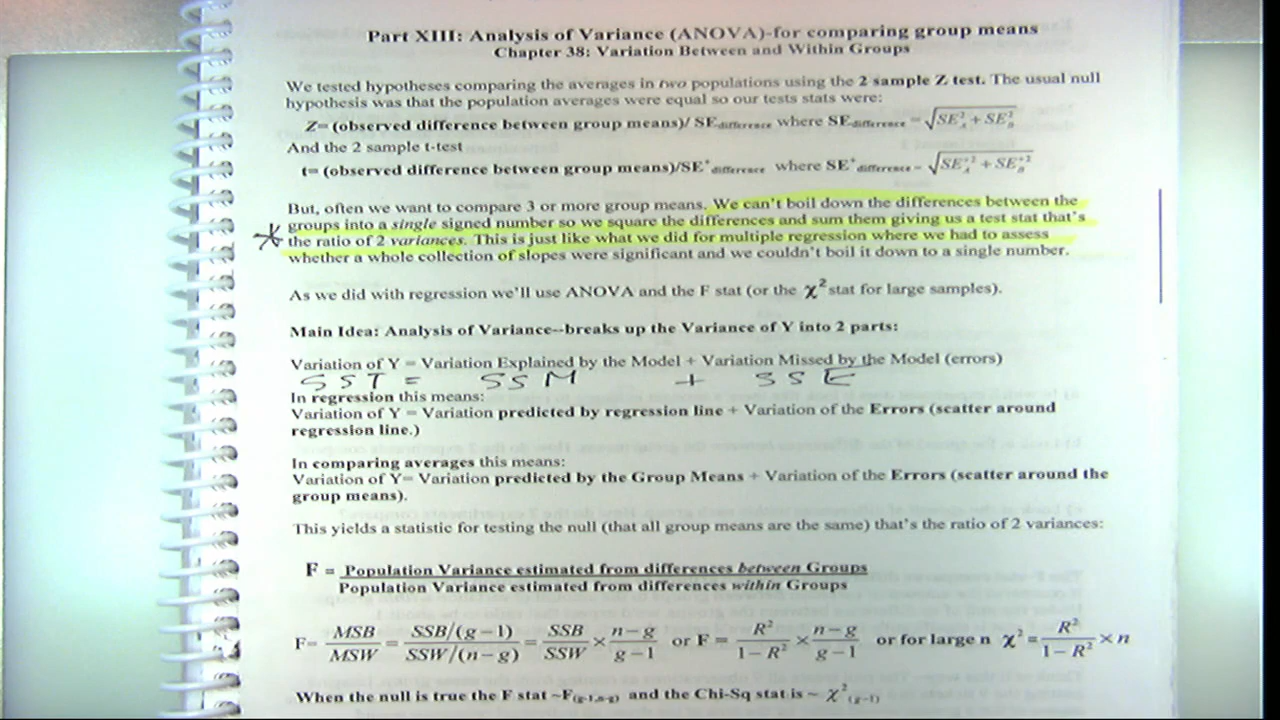 Part XIII: Analysis of Variance (ANOVA)-for comparing group means
Chapter 38: Variation Between and Within Groups
We tested hypotheses comparing the averages in two populations using the 2 sample Z test. The usual null
hypothesis was that the population averages were equal so our tests stats were:
Z= (observed difference between group means)/ SE_difference where SE_difference = √(SE_A^2 + SE_B^2)
And the 2 sample t-test
t= (observed difference between group means)/SE^+_difference where SE^+_difference = √(SE_A^{+2} + SE_B^{+2})
But, often we want to compare 3 or more group means. We can't boil down the differences between the
groups into a single signed number so we square the differences and sum them giving us a test stat that's
* the ratio of 2 variances. This is just like what we did for multiple regression where we had to assess
whether a whole collection of slopes were significant and we couldn't boil it down to a single number.
As we did with regression we'll use ANOVA and the F stat (or the χ² stat for large samples).
Main Idea: Analysis of Variance--breaks up the Variance of Y into 2 parts:
Variation of Y = Variation Explained by the Model + Variation Missed by the Model (errors)
SST = SSM + SSE
In regression this means:
Variation of Y = Variation predicted by regression line + Variation of the Errors (scatter around
regression line.)
In comparing averages this means:
Variation of Y= Variation predicted by the Group Means + Variation of the Errors (scatter around the
group means).
This yields a statistic for testing the null (that all group means are the same) that's the ratio of 2 variances:
F = Population Variance estimated from differences between Groups
Population Variance estimated from differences within Groups
F= MSB/MSW = SSB/(g−1) / SSW/(n−g) = SSB/SSW × n−g/g−1 or F = R²/1−R² × n−g/g−1 or for large n χ² = R²/1−R² × n
When the null is true the F stat ~F(g-1,n-g) and the Chi-Sq stat is ~ χ²(g-1)